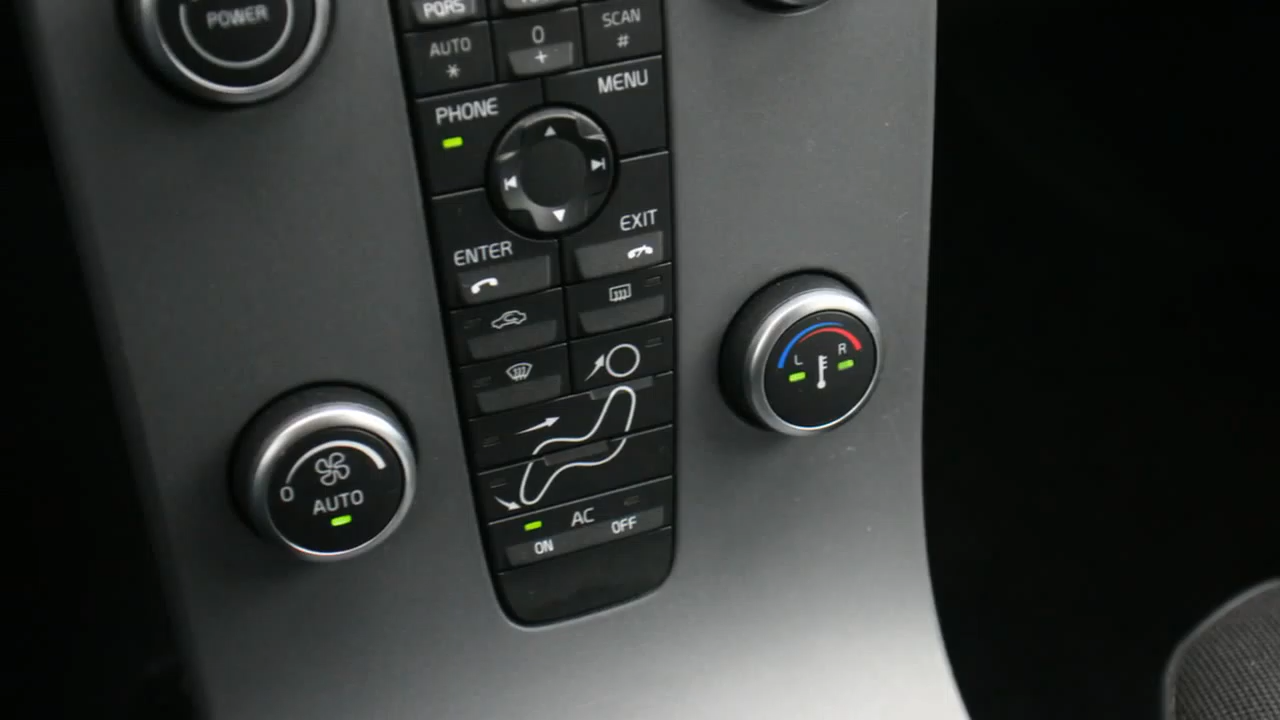 POWER
PQRS
AUTO
*
0
+
SCAN
#
PHONE
MENU
EXIT
ENTER
L
R
0
AUTO
AC
ON
OFF